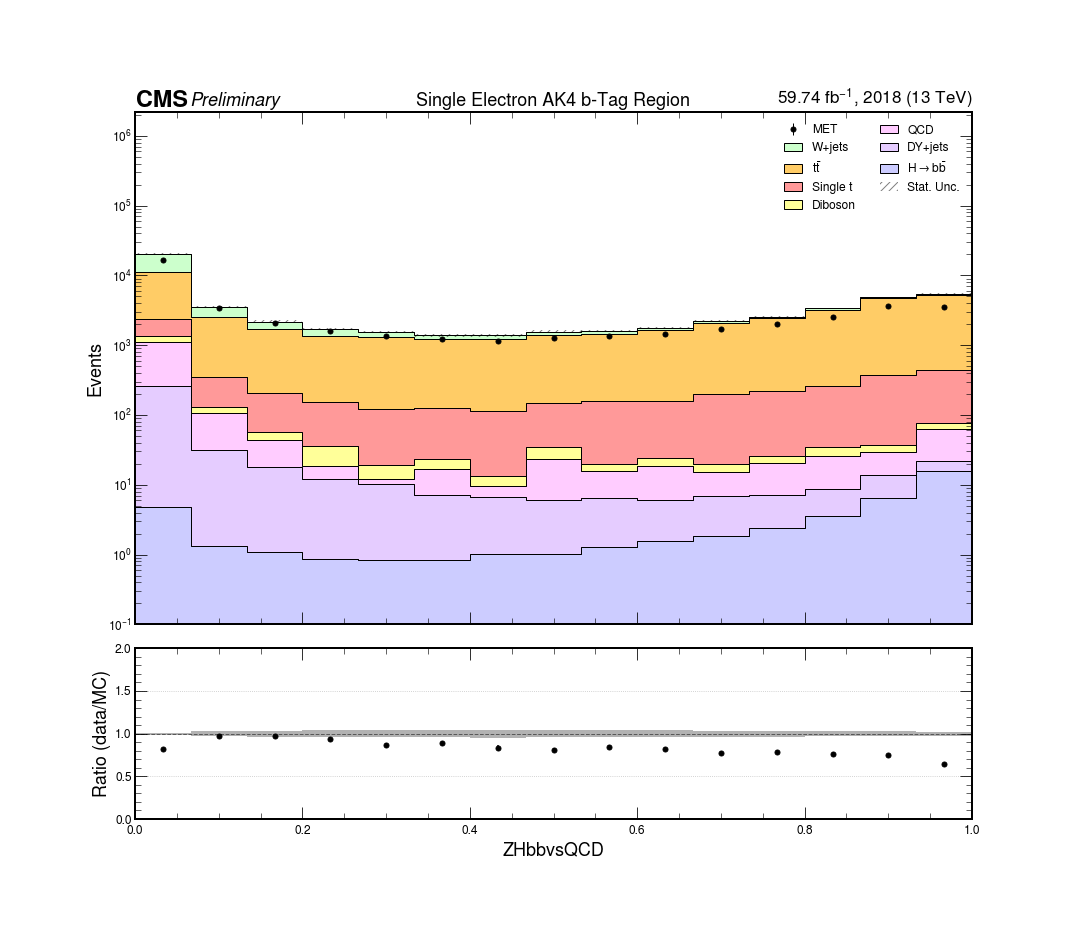 CMS Preliminary Single Electron AK4 b-Tag Region 59.74 fb⁻¹, 2018 (13 TeV)
MET
W+jets
tt̄
Single t
Diboson
QCD
DY+jets
H→bb̄
Stat. Unc.
Events
10⁶
10⁵
10⁴
10³
10²
10¹
10⁰
10⁻¹
Ratio (data/MC)
2.0
1.5
1.0
0.5
0.0
0.0 0.2 0.4 0.6 0.8 1.0
ZHbbvsQCD